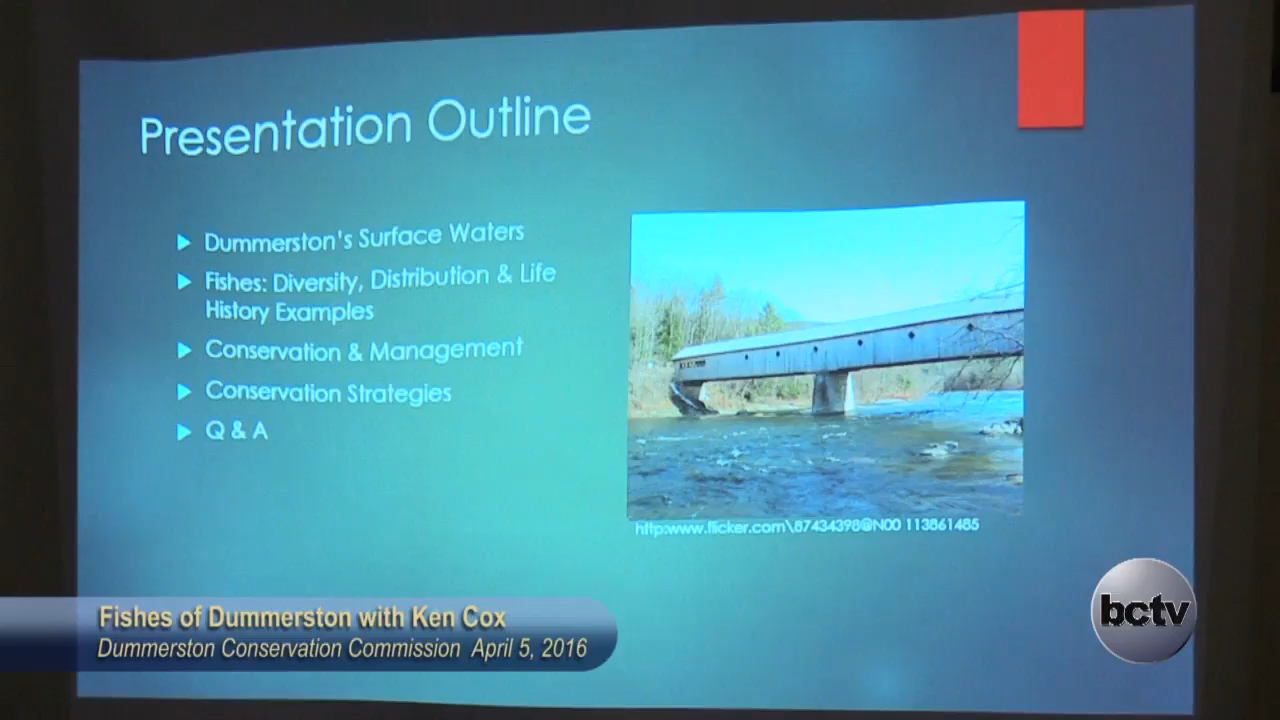 Presentation Outline
Dummerston's Surface Waters
Fishes: Diversity, Distribution & Life
History Examples
Conservation & Management
Conservation Strategies
Q & A
http:www.flicker.com\87434398@N00 113861485
Fishes of Dummerston with Ken Cox
Dummerston Conservation Commission April 5, 2016
bctv